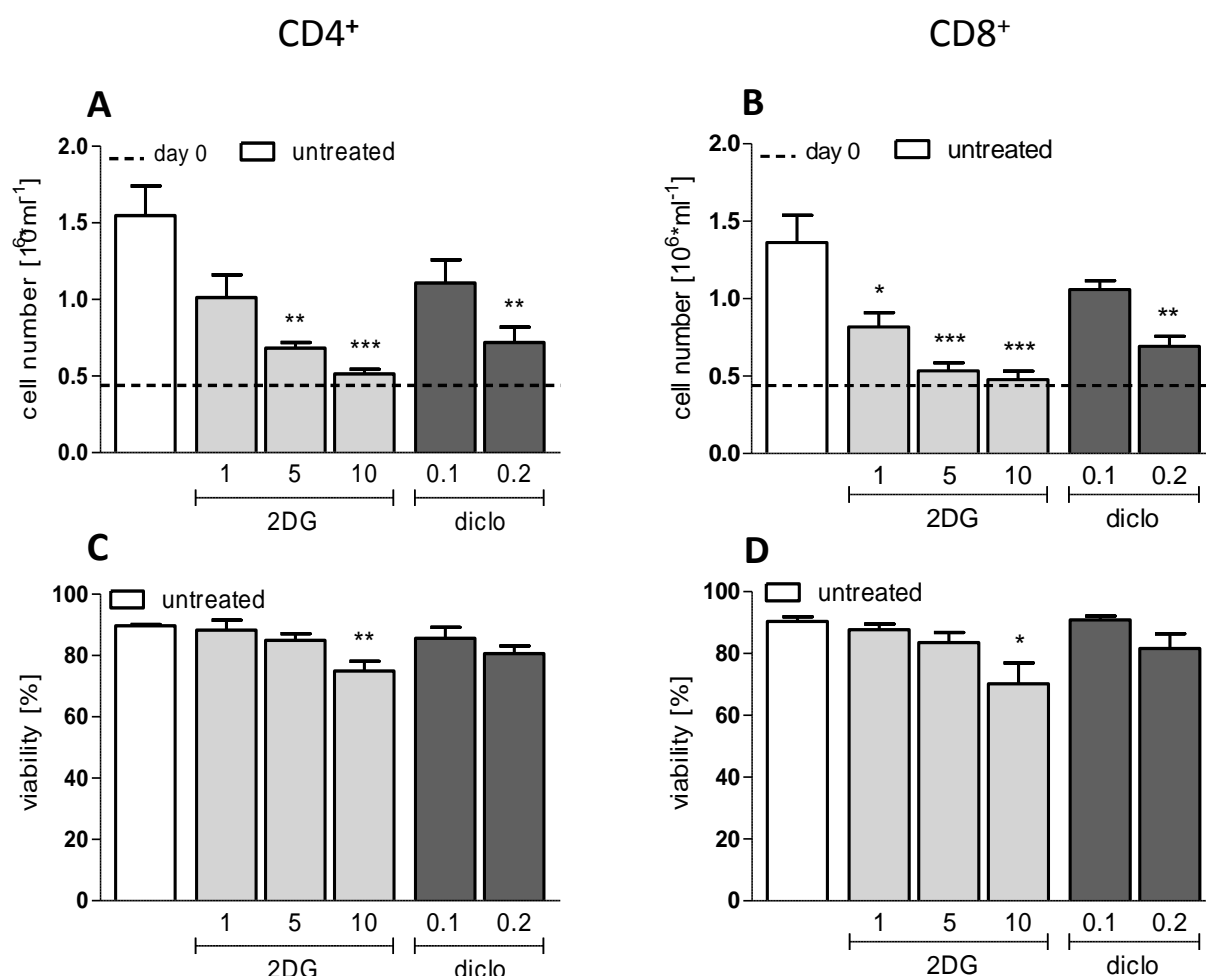 CD4⁺
CD8⁺
A
2.0
1.5
1.0
0.5
0.0
cell number [10⁶*ml⁻¹]
day 0
untreated
**
***
**
1 5 10 0.1 0.2
2DG diclo
B
2.0
1.5
1.0
0.5
0.0
cell number [10⁶*ml⁻¹]
day 0
untreated
*
***
***
**
1 5 10 0.1 0.2
2DG diclo
C
100
80
60
40
20
0
viability [%]
untreated
**
1 5 10 0.1 0.2
2DG diclo
D
100
80
60
40
20
0
viability [%]
untreated
*
1 5 10 0.1 0.2
2DG diclo